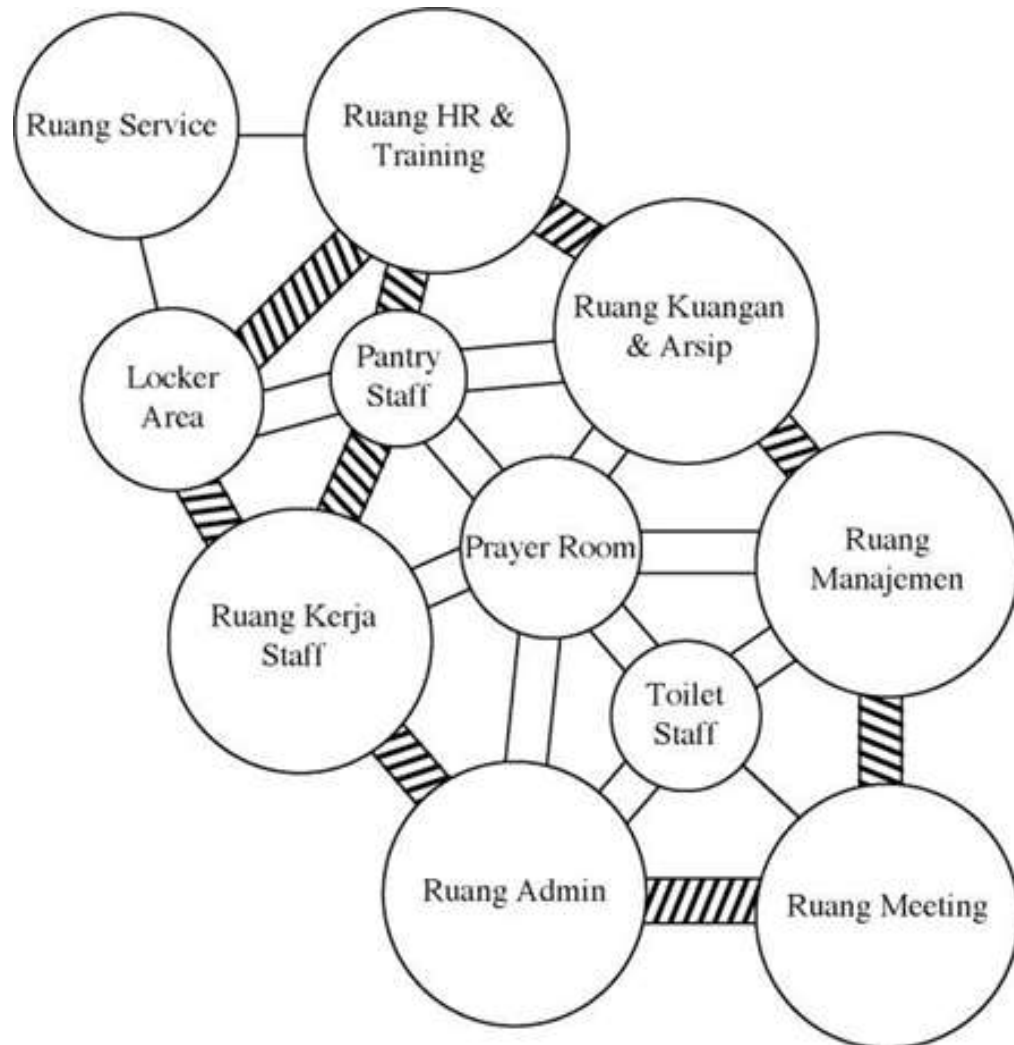 Ruang Service
Ruang HR &
Training
Ruang Kuangan
& Arsip
Pantry
Staff
Locker
Area
Prayer Room
Ruang
Manajemen
Ruang Kerja
Staff
Toilet
Staff
Ruang Admin
Ruang Meeting